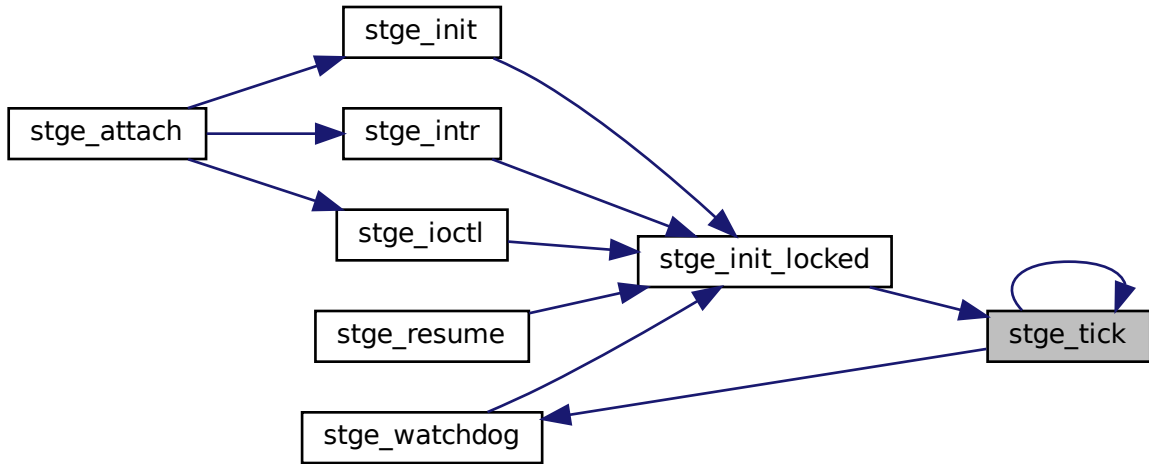 stge_init
stge_attach
stge_intr
stge_ioctl
stge_init_locked
stge_resume
stge_tick
stge_watchdog